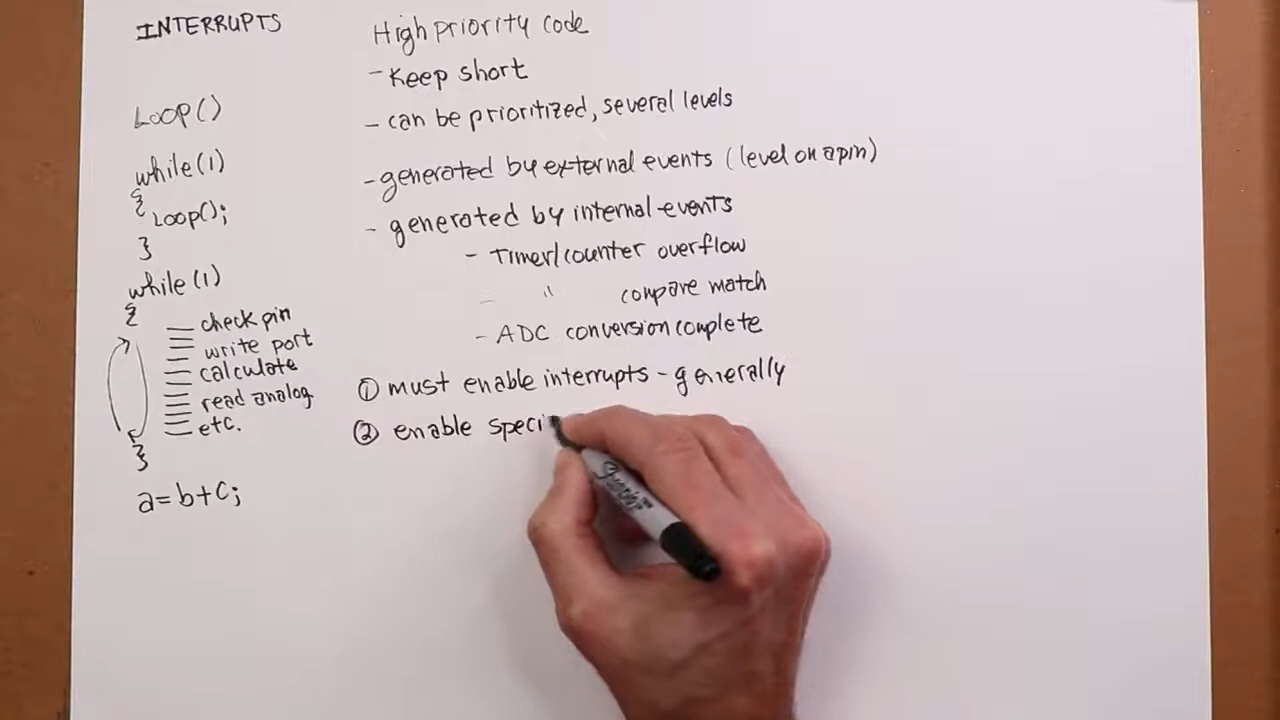 INTERRUPTS
Loop()
while(1)
{
Loop();
}
while(1)
{
check pin
write port
calculate
read analog
etc.
}
a=b+c;
High priority code
- Keep short
- can be prioritized, several levels
- generated by external events (level on a pin)
- generated by internal events
- Timer/counter overflow
- " compare match
- ADC conversion complete
① must enable interrupts - generally
② enable speci
Sharpie